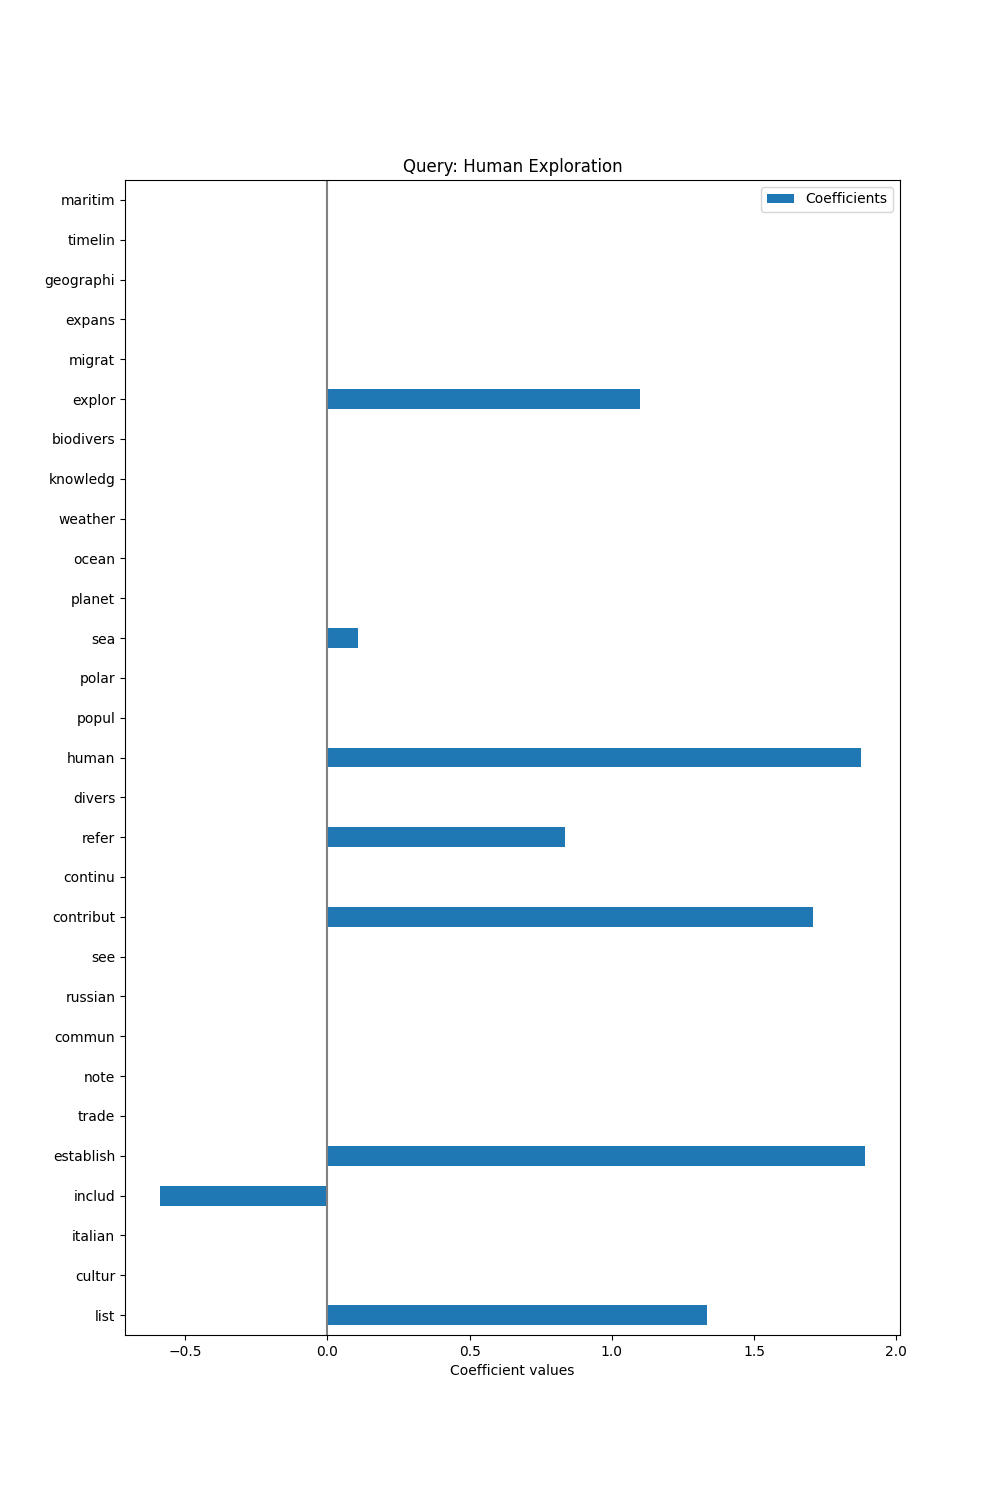 Query: Human Exploration
Coefficients
maritim
timelin
geographi
expans
migrat
explor
biodivers
knowledg
weather
ocean
planet
sea
polar
popul
human
divers
refer
continu
contribut
see
russian
commun
note
trade
establish
includ
italian
cultur
list
−0.5 0.0 0.5 1.0 1.5 2.0
Coefficient values